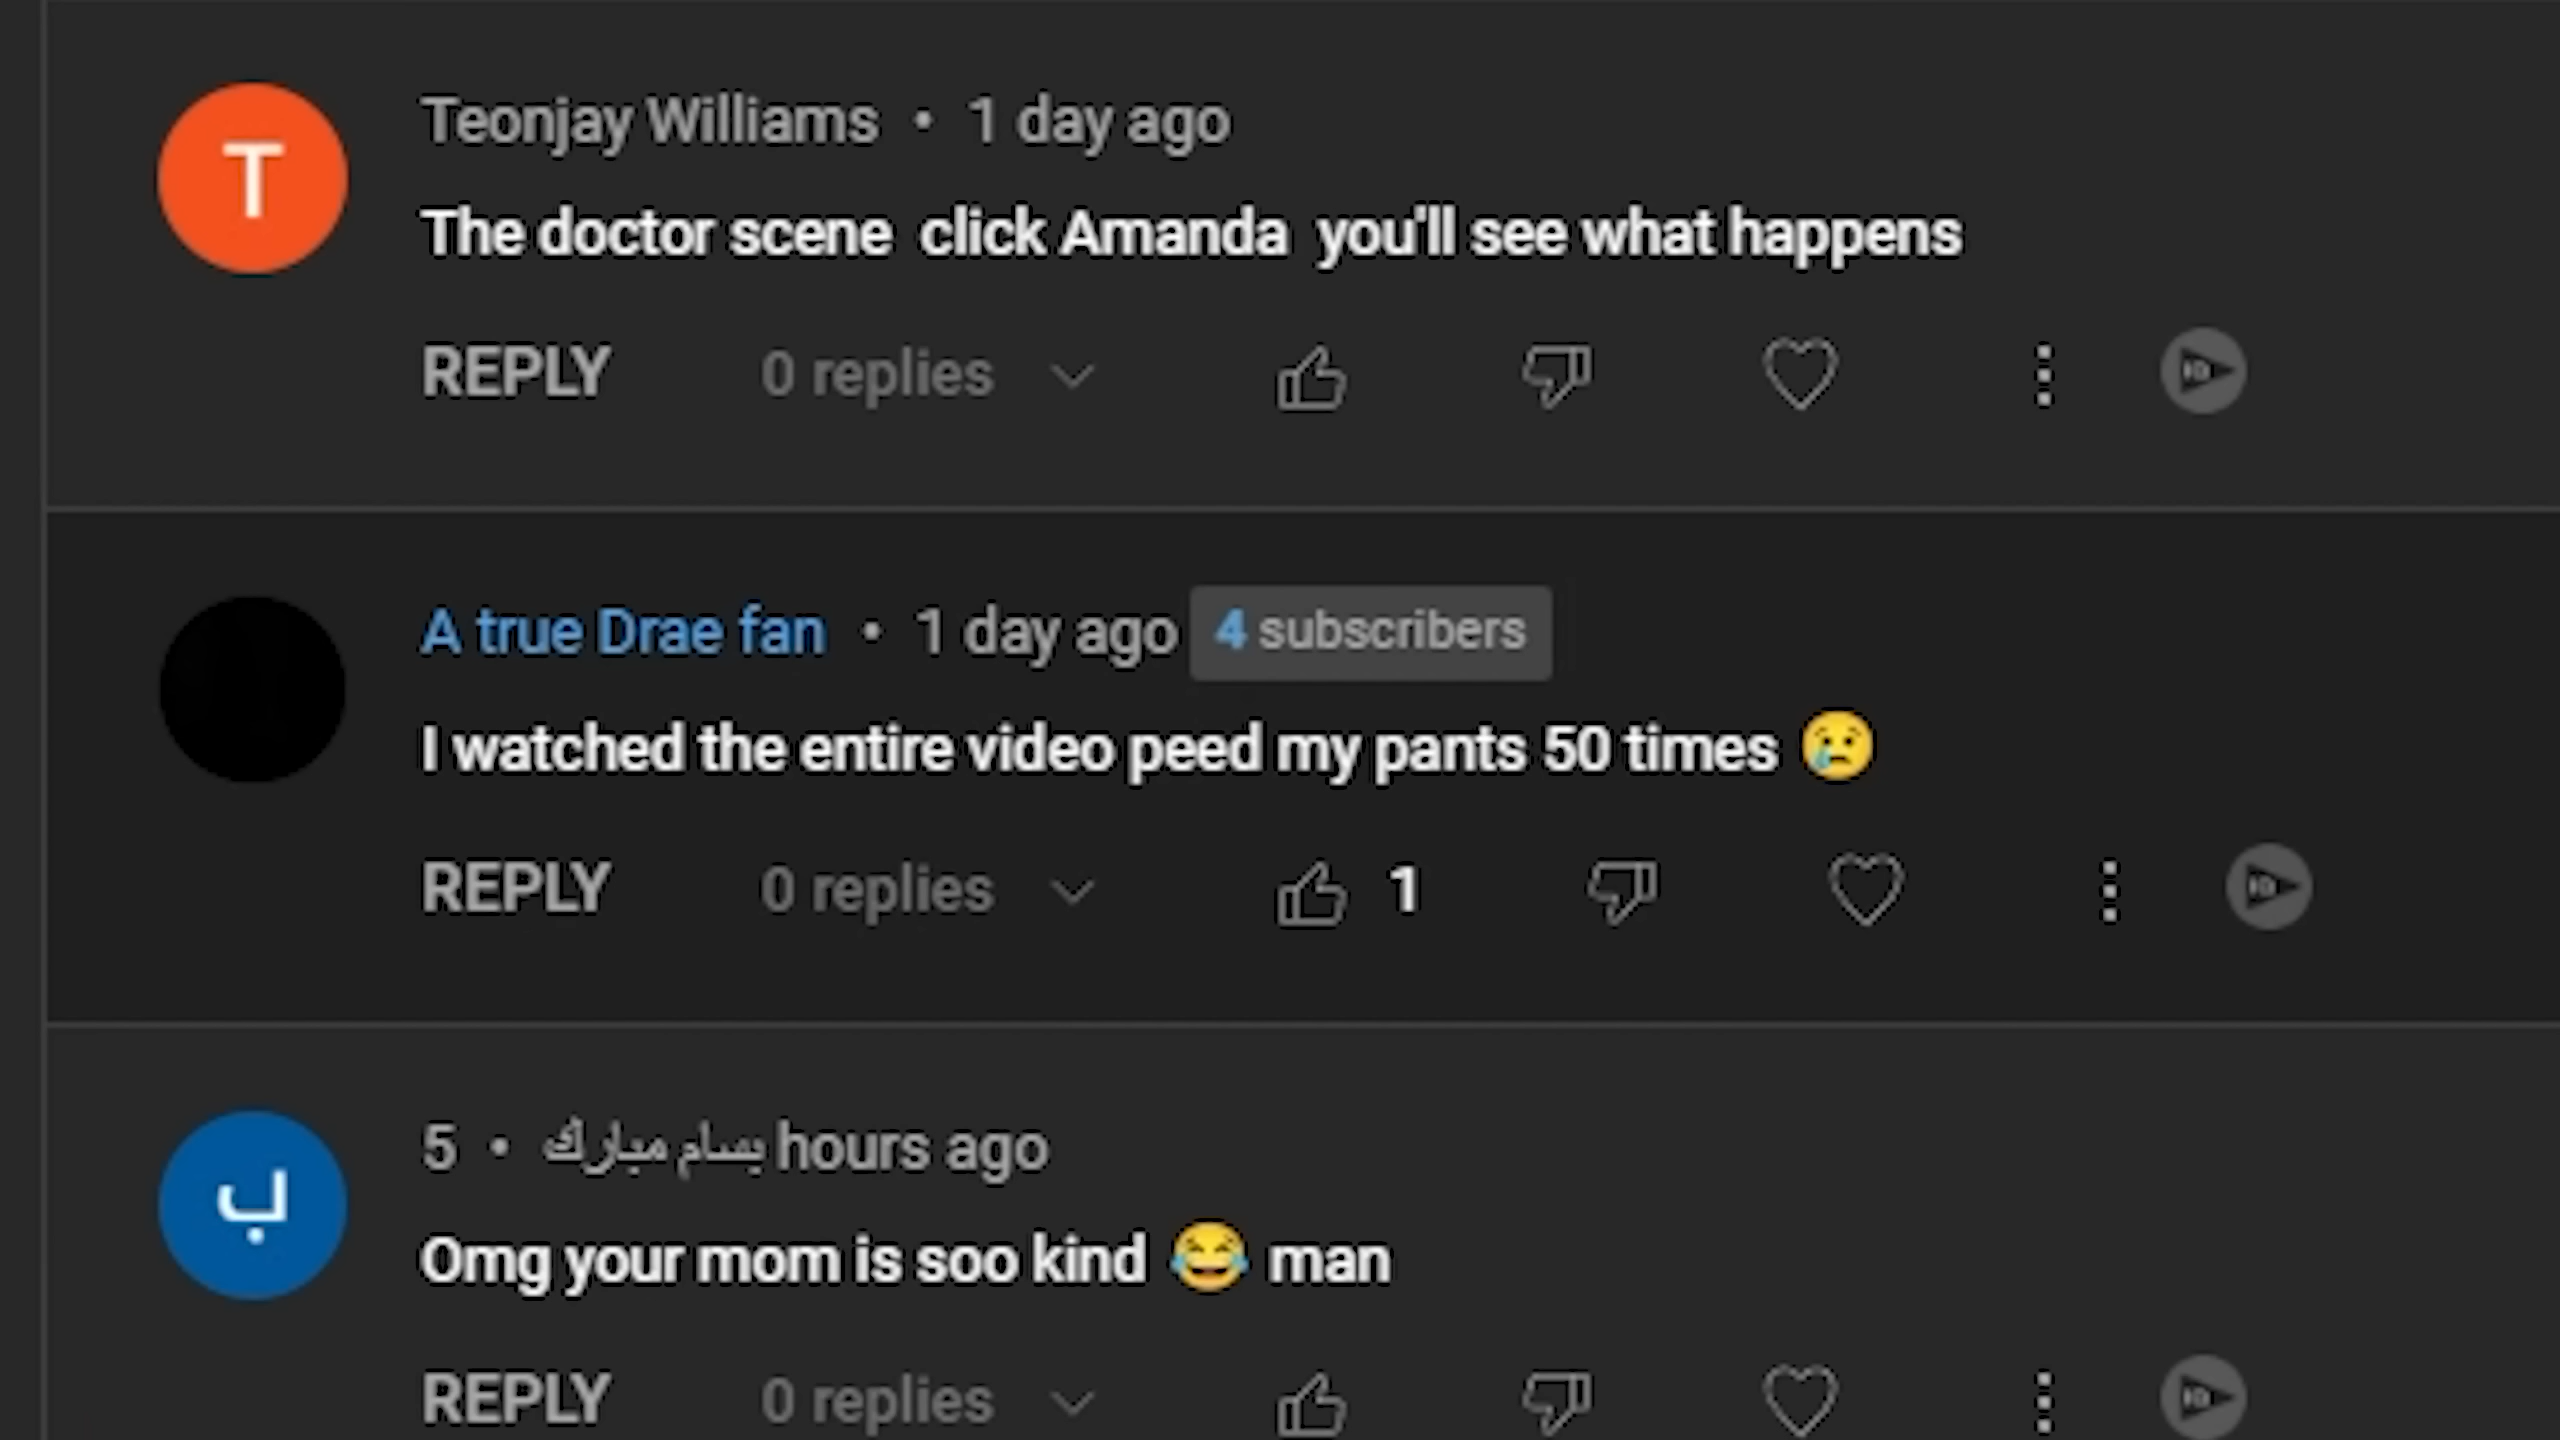 T
Teonjay Williams • 1 day ago
The doctor scene click Amanda you'll see what happens
REPLY 0 replies
A true Drae fan • 1 day ago 4 subscribers
I watched the entire video peed my pants 50 times 😢
REPLY 0 replies 1
ب
5 • بسام مبارك hours ago
Omg your mom is soo kind 😂 man
REPLY 0 replies